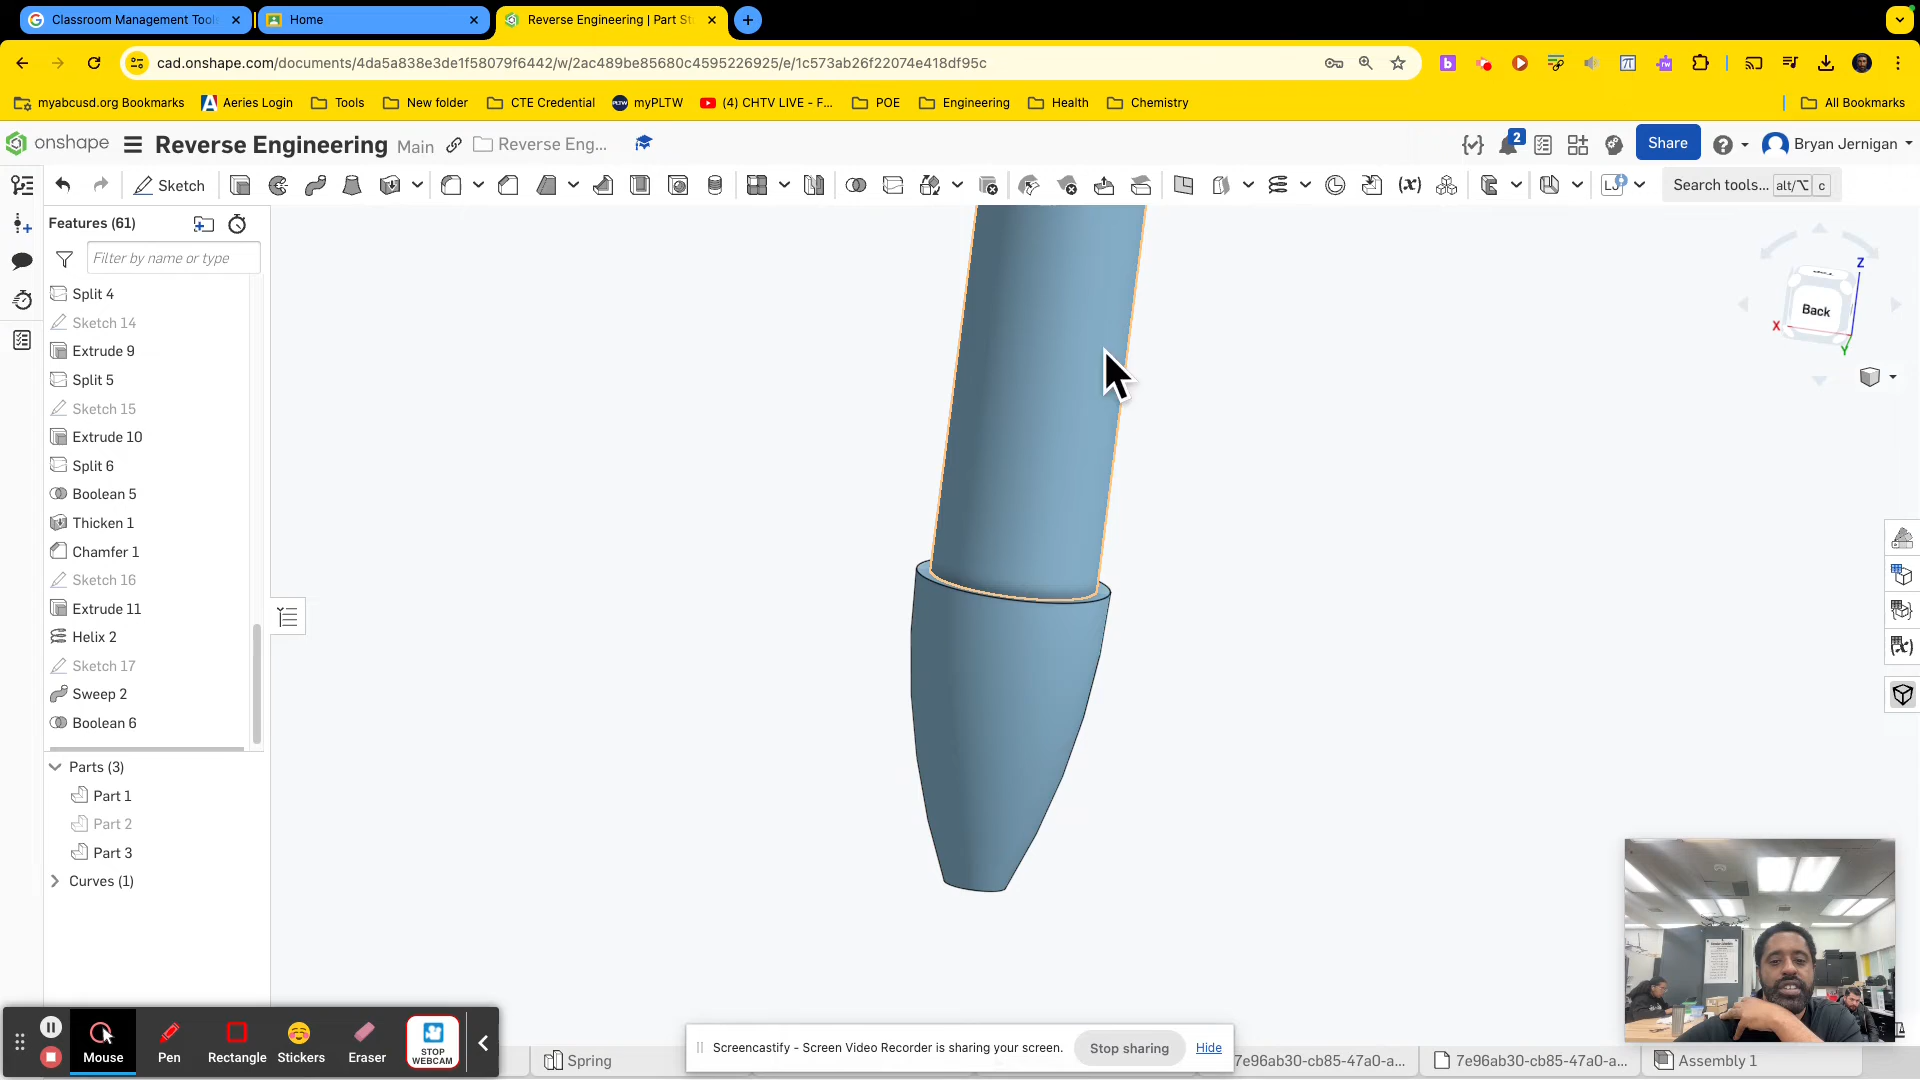 Classroom Management Tool
Home
Reverse Engineering | Part St
cad.onshape.com/documents/4da5a838e3de1f58079f6442/w/2ac489be85680c4595226925/e/1c573ab26f22074e418df95c
myabcusd.org Bookmarks
Aeries Login
Tools
New folder
CTE Credential
myPLTW
(4) CHTV LIVE - F...
POE
Engineering
Health
Chemistry
All Bookmarks
onshape
Reverse Engineering
Main
Reverse Eng...
2
Share
Bryan Jernigan
Sketch
Search tools...
alt/⌥
c
Features (61)
Filter by name or type
Split 4
Sketch 14
Extrude 9
Split 5
Sketch 15
Extrude 10
Split 6
Boolean 5
Thicken 1
Chamfer 1
Sketch 16
Extrude 11
Helix 2
Sketch 17
Sweep 2
Boolean 6
Parts (3)
Part 1
Part 2
Part 3
Curves (1)
Z
Top
Back
X
Y
Mouse
Pen
Rectangle
Stickers
Eraser
STOP
WEBCAM
Spring
Screencastify - Screen Video Recorder is sharing your screen.
Stop sharing
Hide
7e96ab30-cb85-47a0-a...
7e96ab30-cb85-47a0-a...
Assembly 1